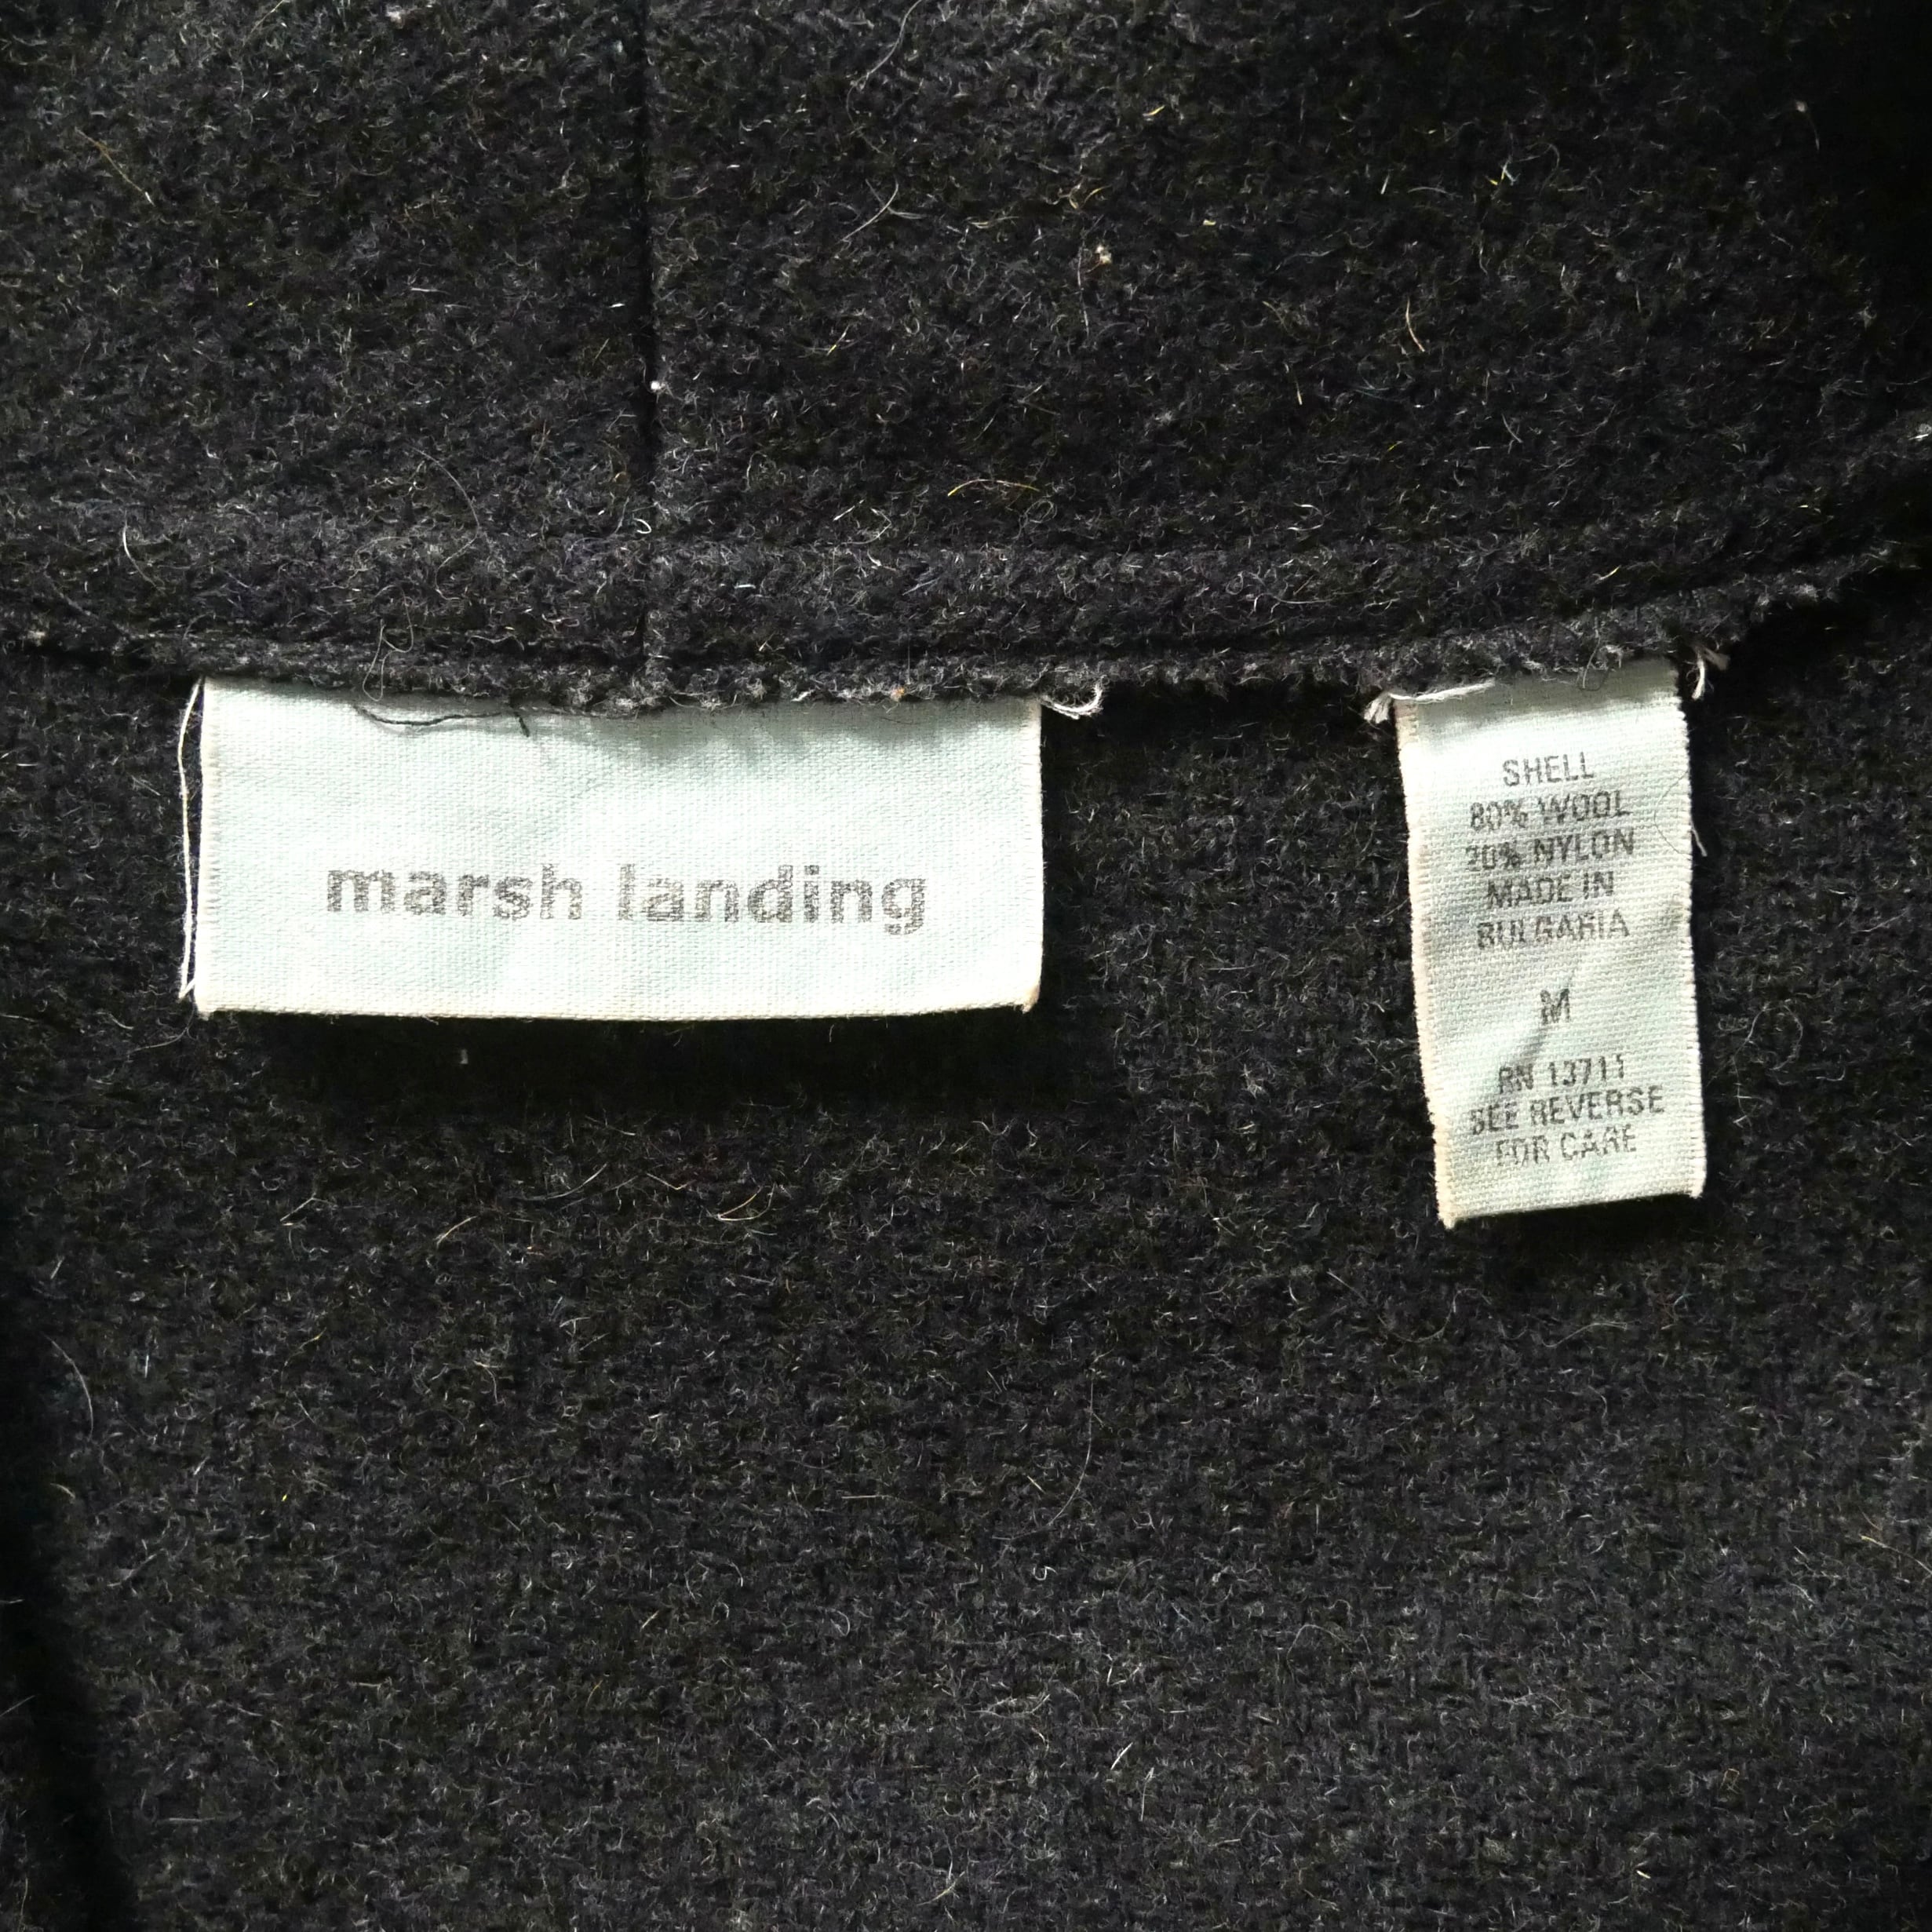 marsh landing
SHELL
80% WOOL
20% NYLON
MADE IN
BULGARIA
M
RN 13711
SEE REVERSE
FOR CARE